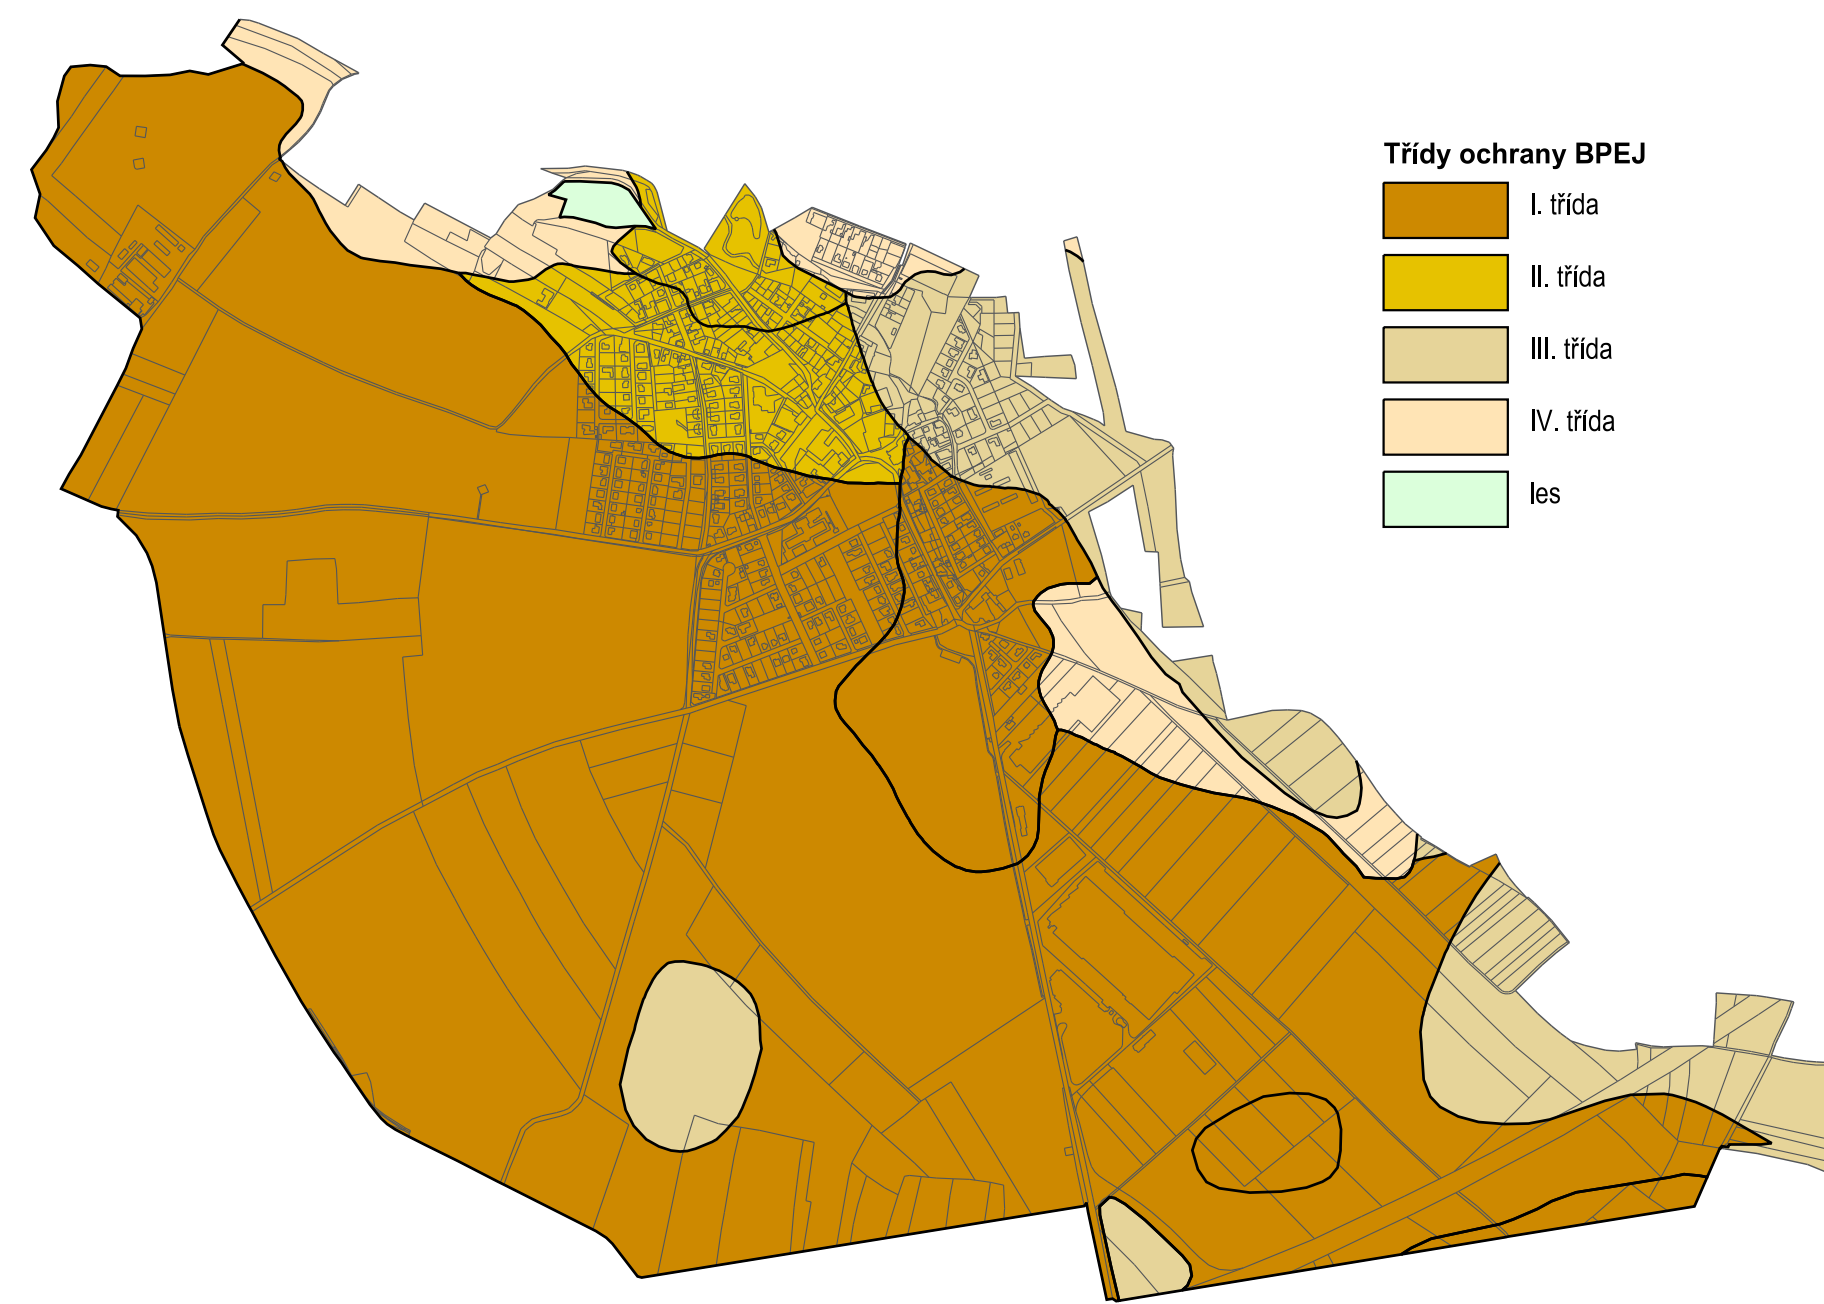 Třídy ochrany BPEJ
I. třída
II. třída
III. třída
IV. třída
les